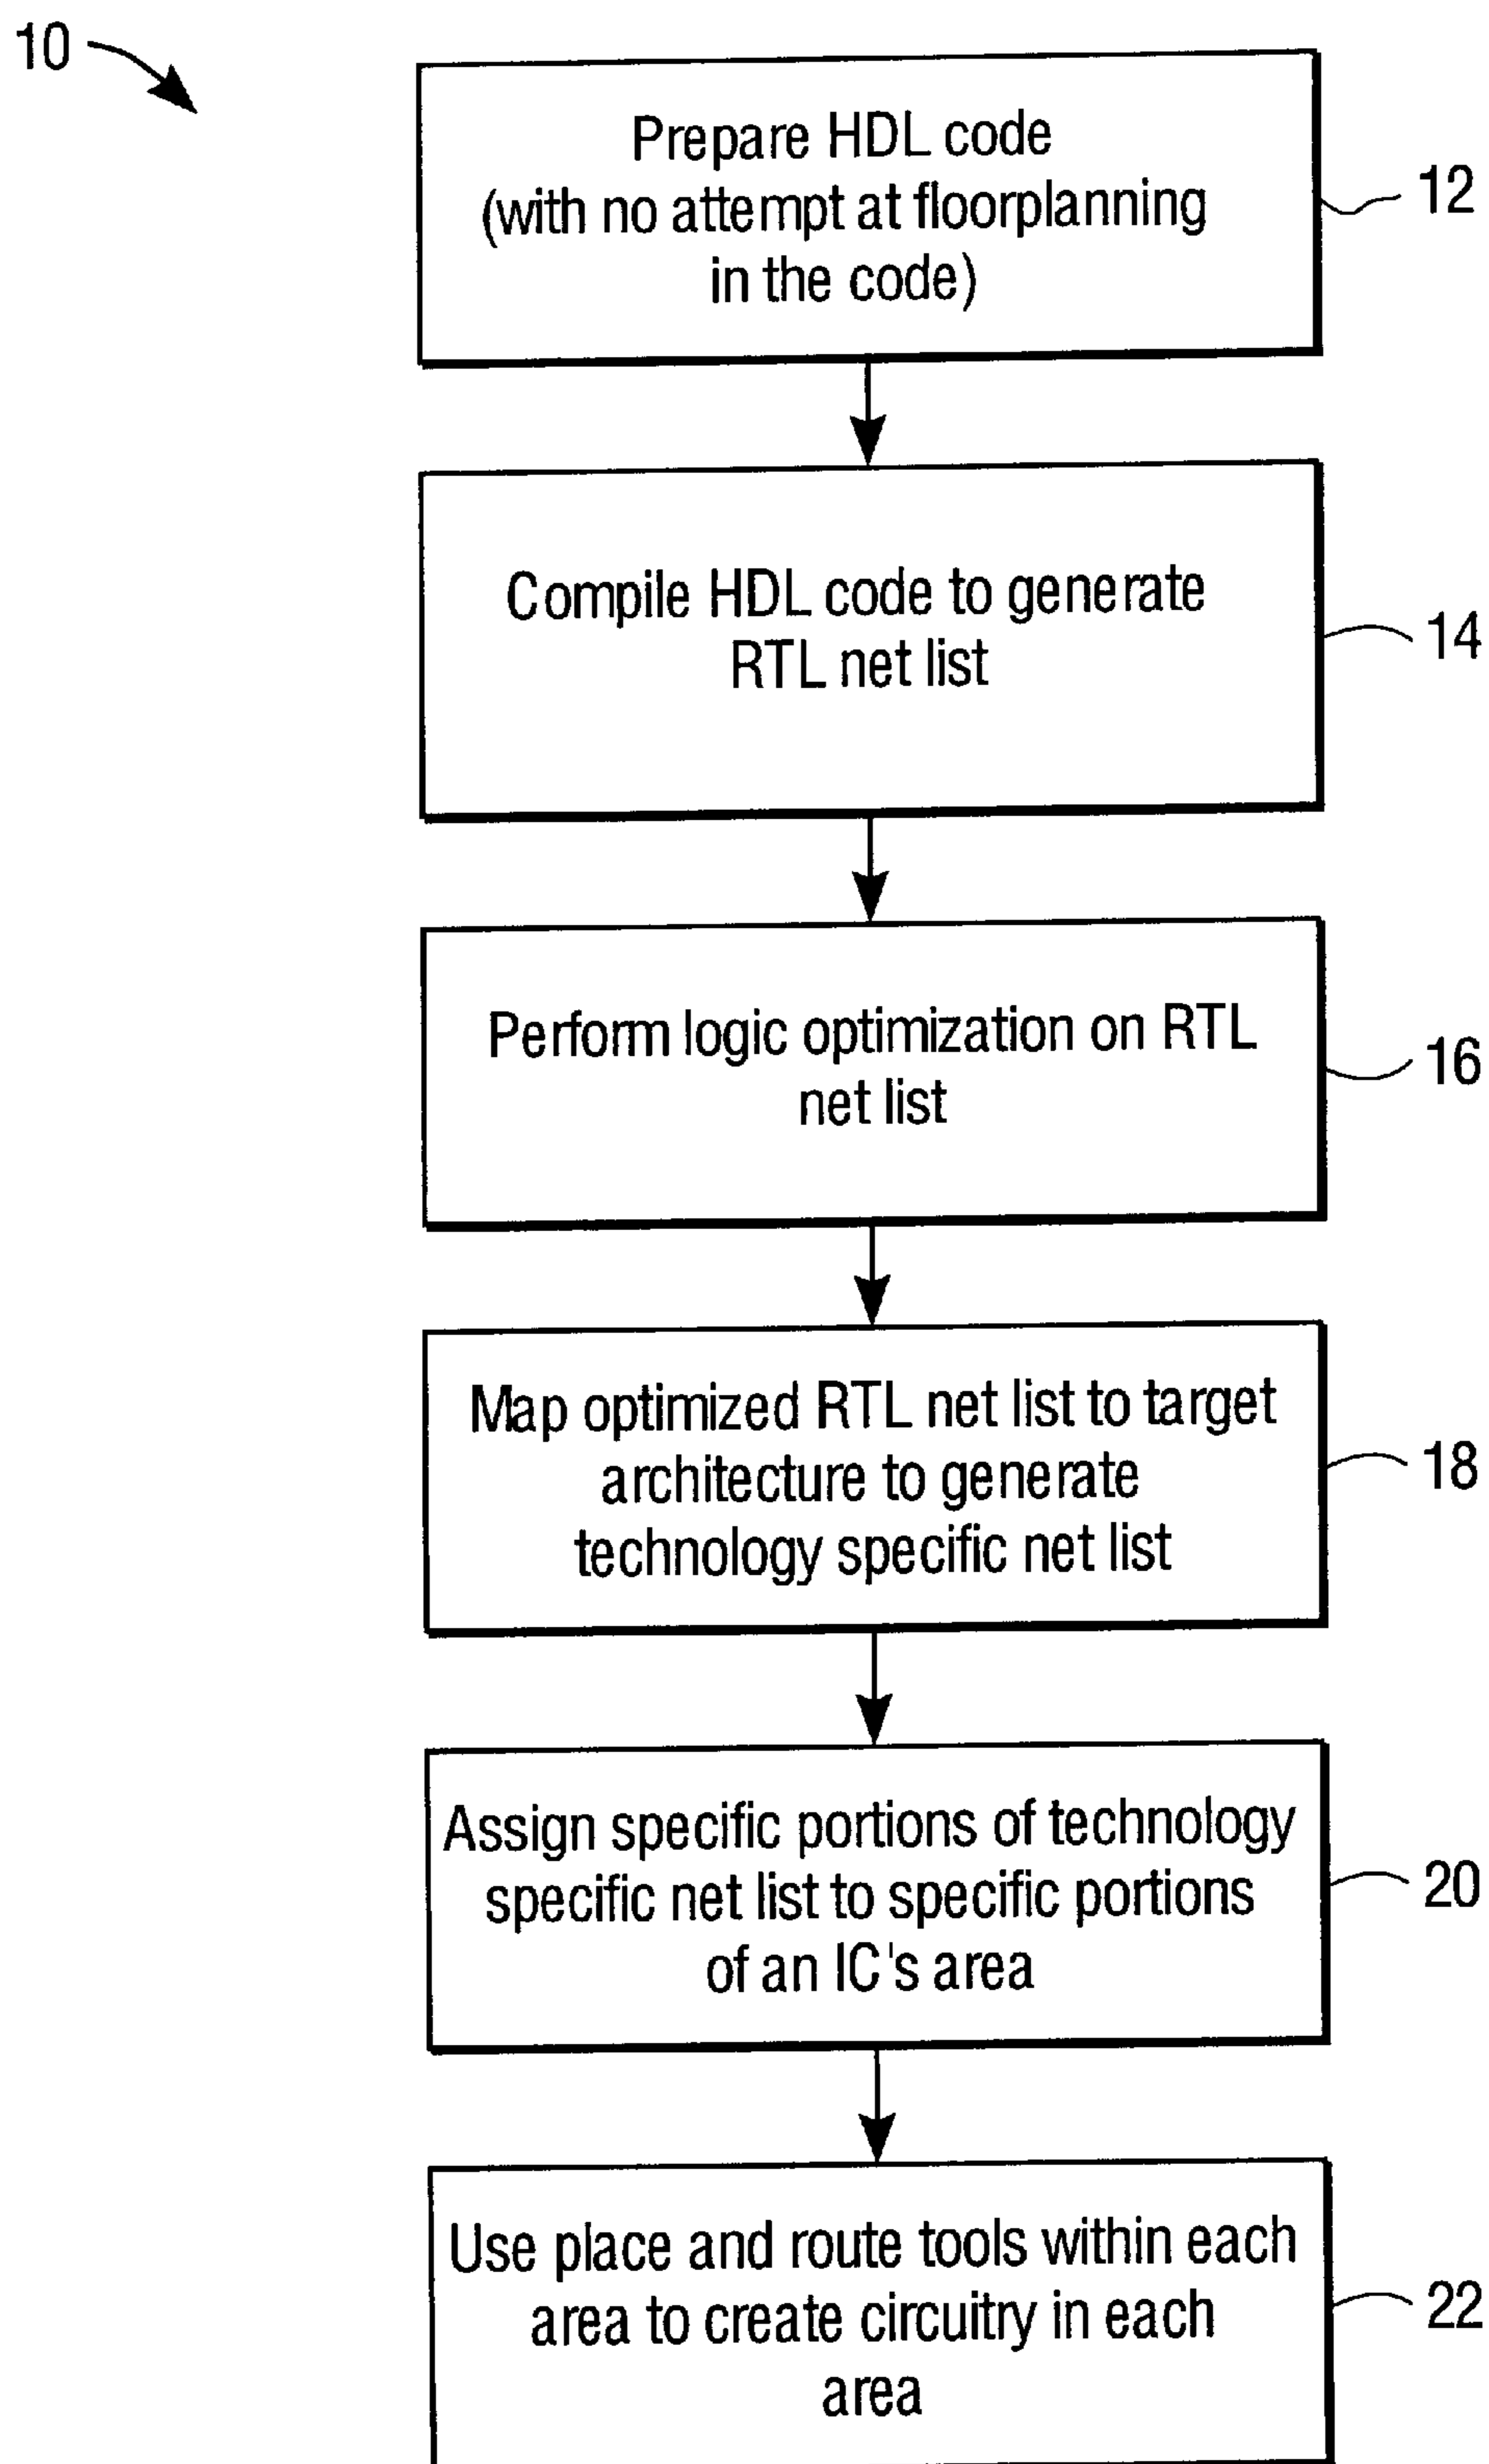 10
Prepare HDL code
(with no attempt at floorplanning
in the code)
12
Compile HDL code to generate
RTL net list
14
Perform logic optimization on RTL
net list
16
Map optimized RTL net list to target
architecture to generate
technology specific net list
18
Assign specific portions of technology
specific net list to specific portions
of an IC's area
20
Use place and route tools within each
area to create circuitry in each
area
22